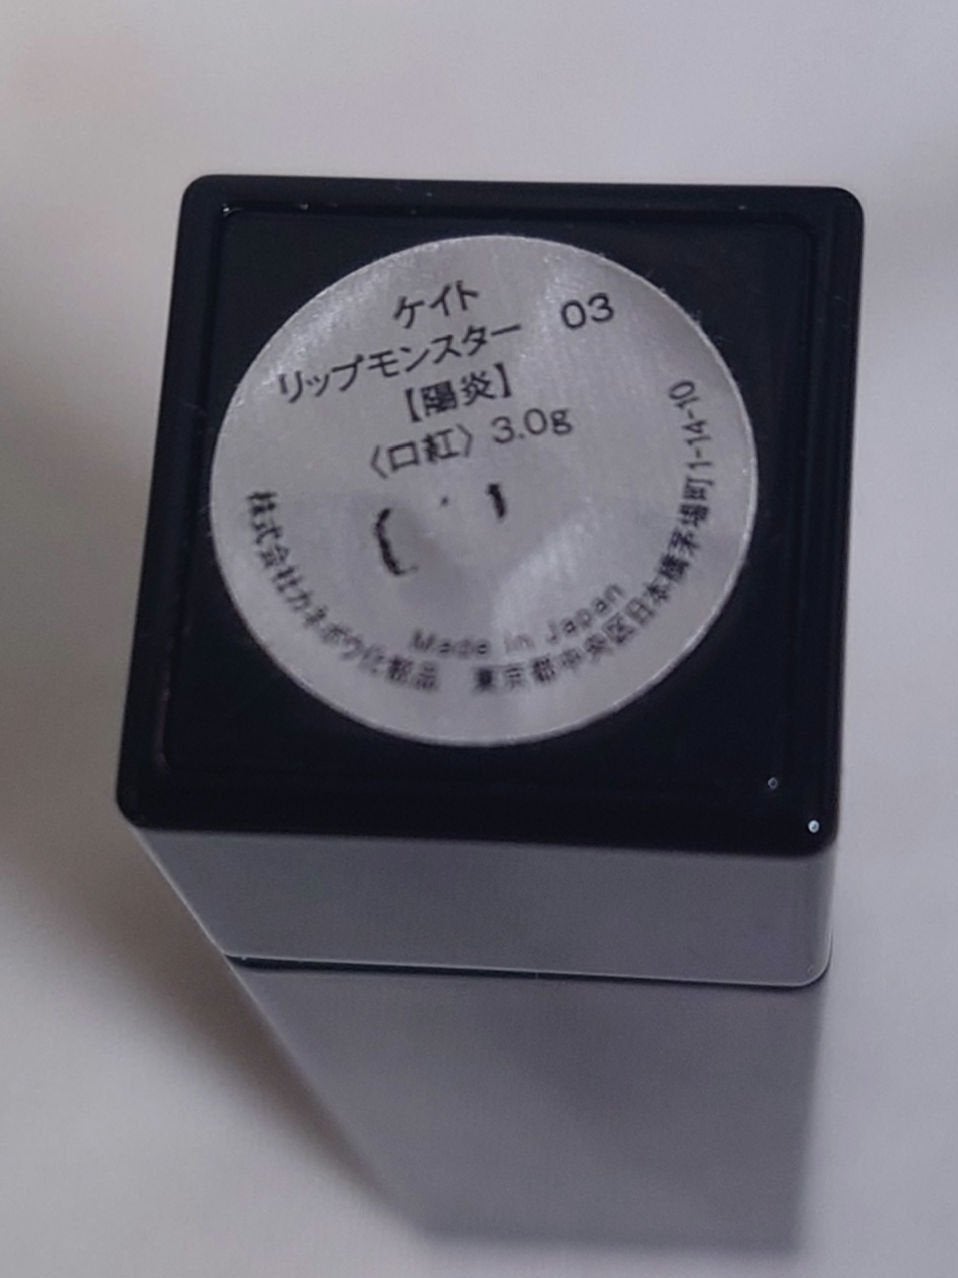 ケイト
リップモンスター 03
【陽炎】
〈口紅〉 3.0g
Made in Japan
株式会社カネボウ化粧品 東京都中央区日本橋茅場町1-14-10